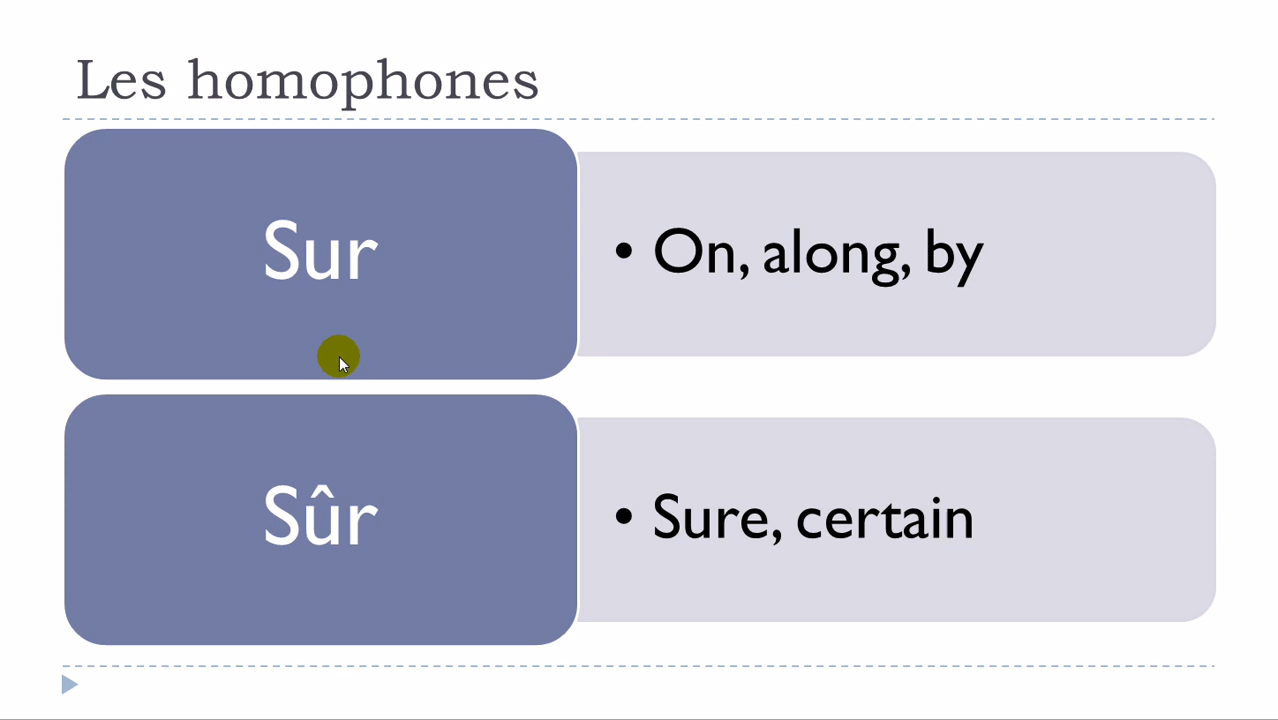 Les homophones
Sur
• On, along, by
Sûr
• Sure, certain